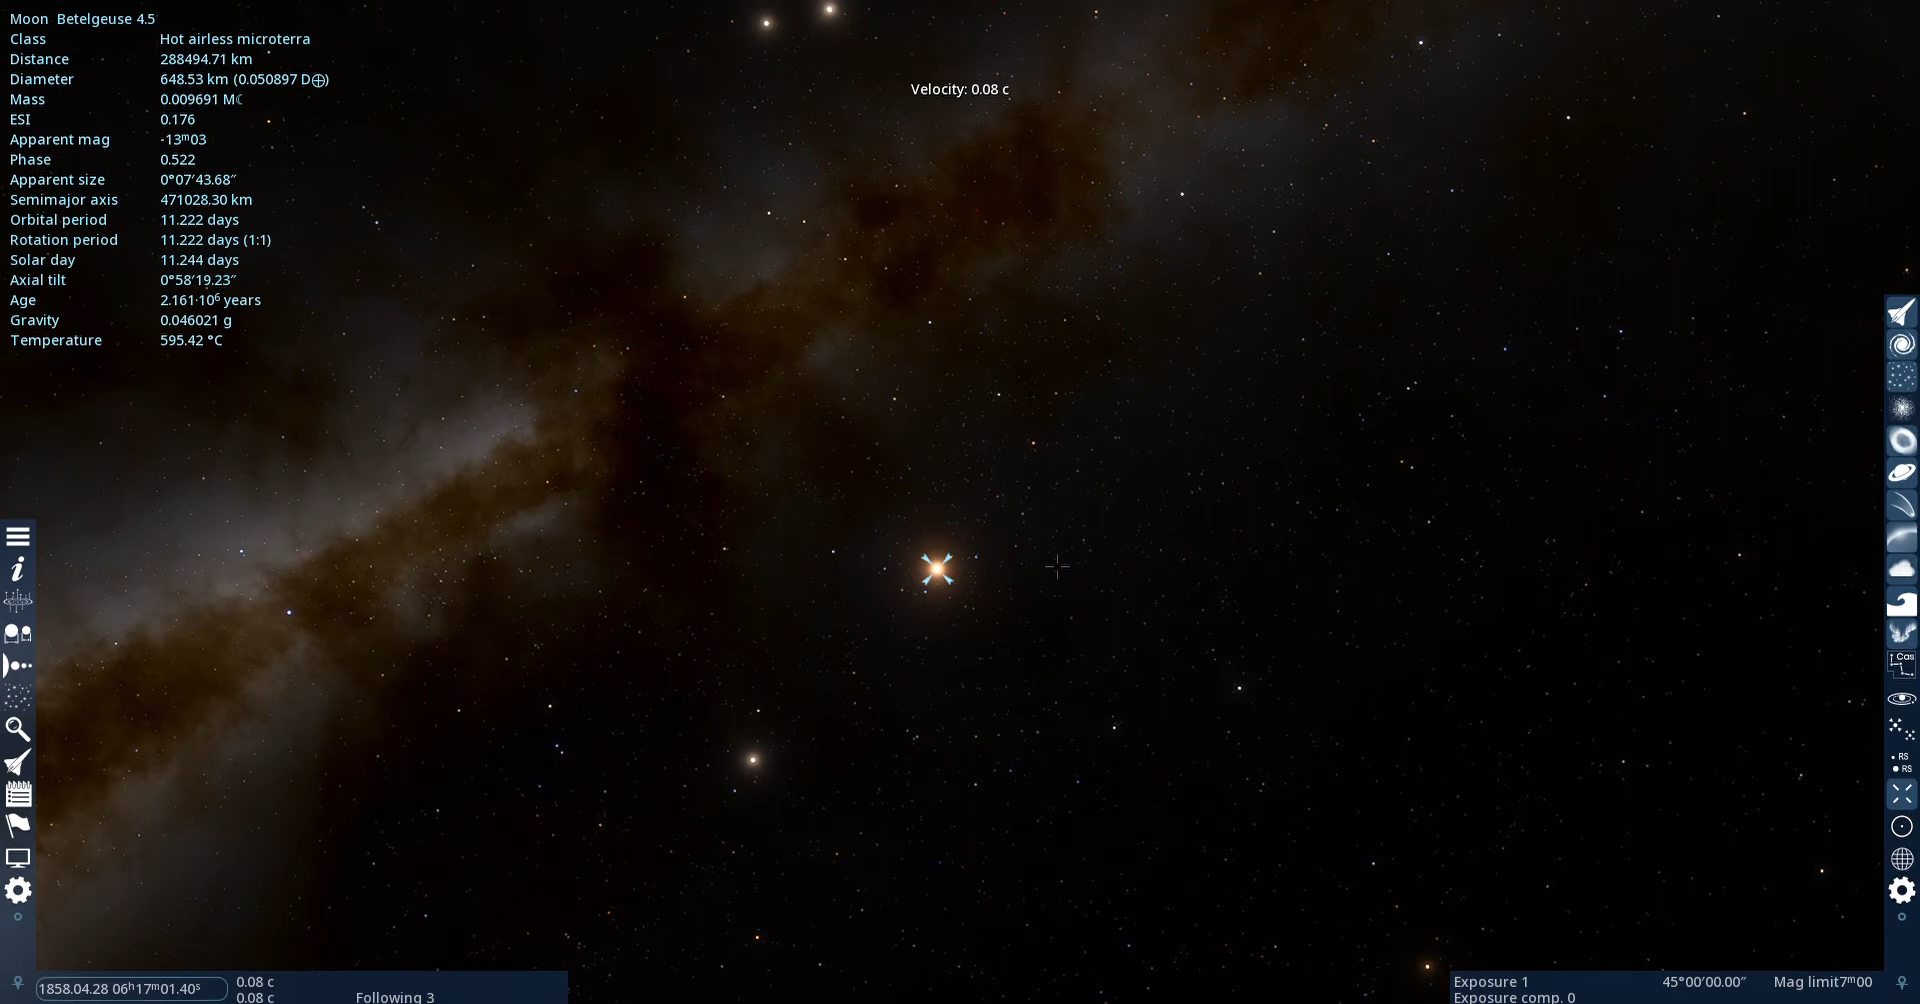 Moon Betelgeuse 4.5
Class Hot airless microterra
Distance 288494.71 km
Diameter 648.53 km (0.050897 D⊕)
Mass 0.009691 M☾
ESI 0.176
Apparent mag -13ᵐ03
Phase 0.522
Apparent size 0°07′43.68″
Semimajor axis 471028.30 km
Orbital period 11.222 days
Rotation period 11.222 days (1:1)
Solar day 11.244 days
Axial tilt 0°58′19.23″
Age 2.161·10⁶ years
Gravity 0.046021 g
Temperature 595.42 °C
Velocity: 0.08 c
Cas
RS
RS
1858.04.28 06ʰ17ᵐ01.40ˢ
0.08 c
0.08 c Following 3
Exposure 1 45°00′00.00″ Mag limit7ᵐ00
Exposure comp. 0